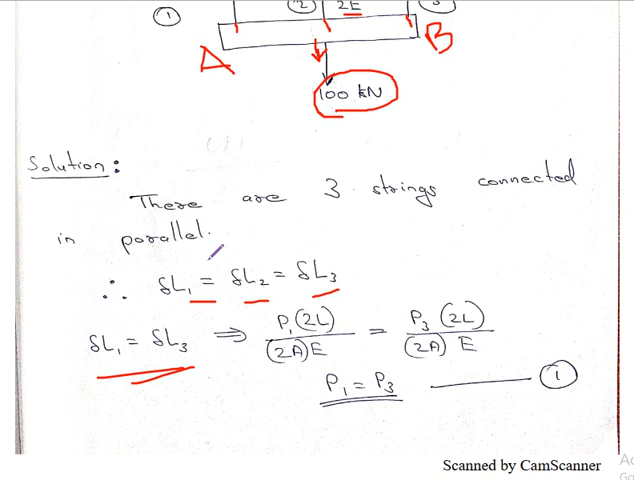 ① ② 2E
A B
100 kN
Solution:
There are 3 strings connected
in parallel.
∴ δL₁ = δL₂ = δL₃
δL₁ = δL₃ ⇒ P₁(2L)/(2A)E = P₃(2L)/(2A)E
P₁ = P₃ ——— ①
Scanned by CamScanner